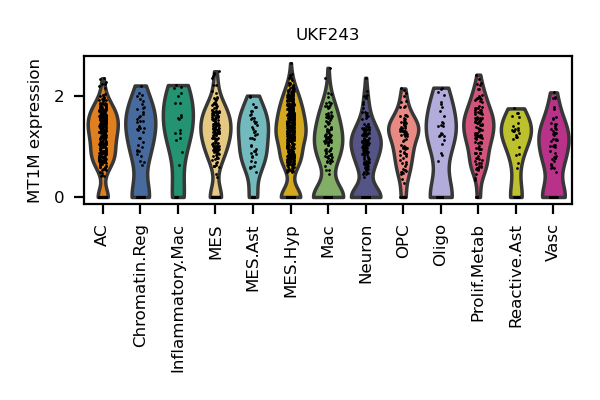 UKF243
MT1M expression
2
0
AC
Chromatin.Reg
Inflammatory.Mac
MES
MES.Ast
MES.Hyp
Mac
Neuron
OPC
Oligo
Prolif.Metab
Reactive.Ast
Vasc